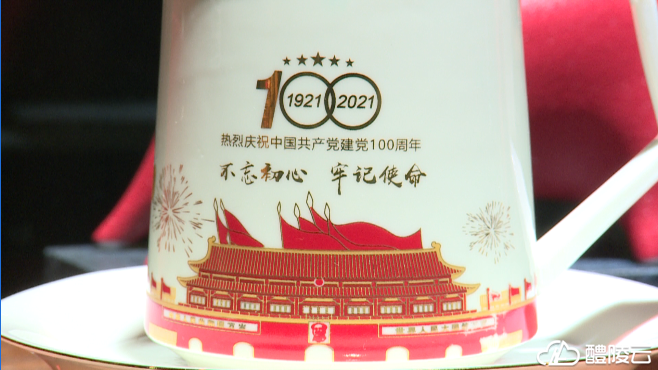 100
1921 2021
热烈庆祝中国共产党建党100周年
不忘初心 牢记使命
醴陵云